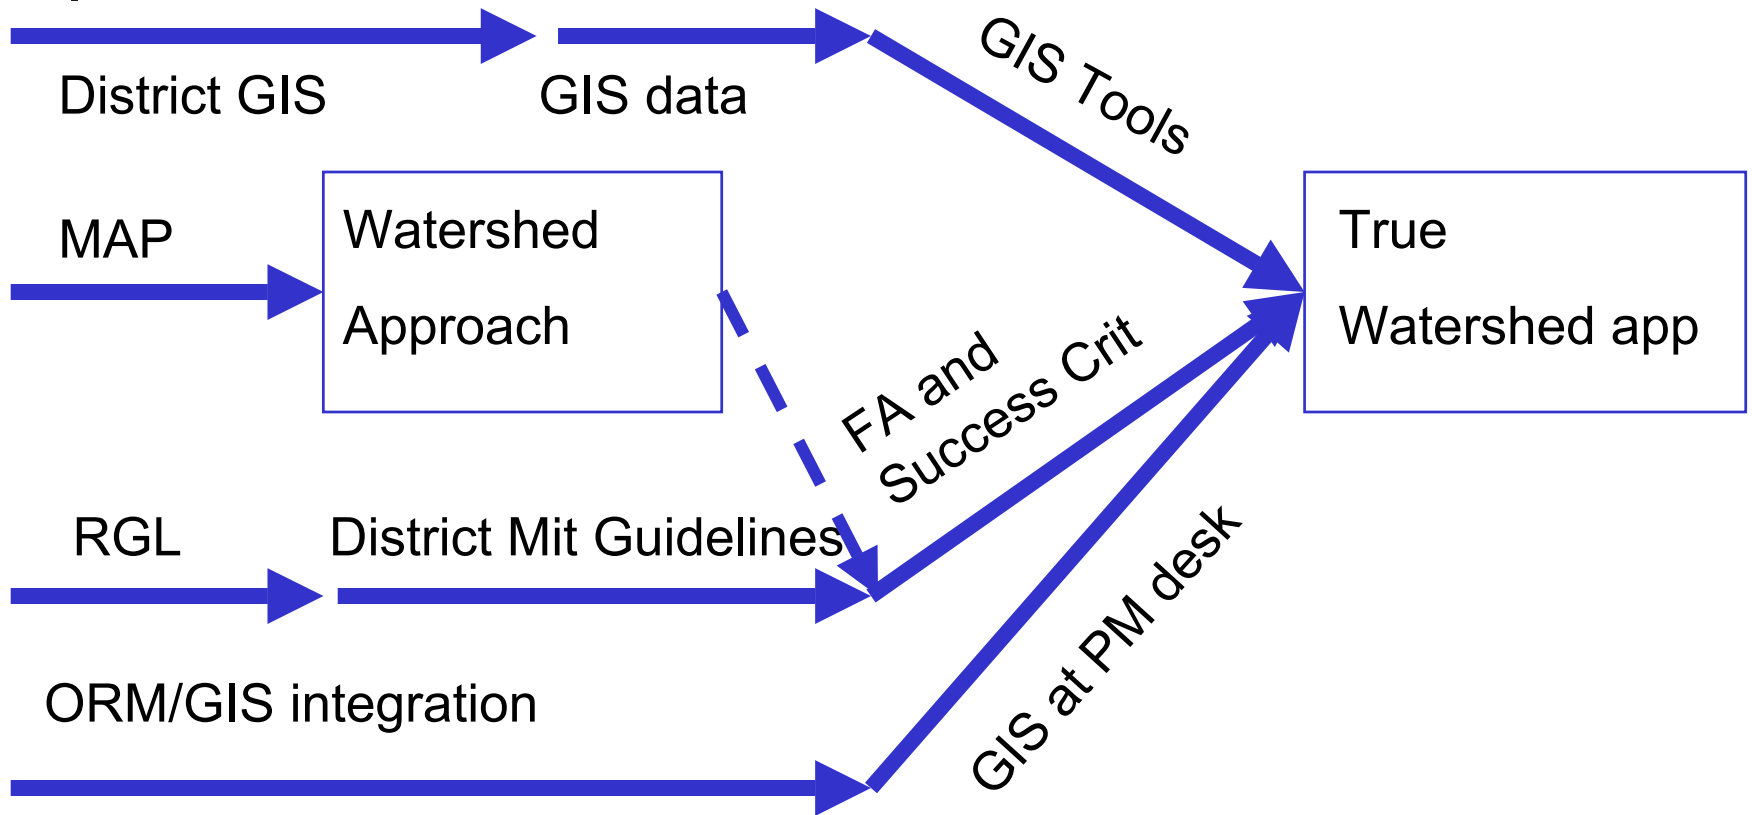 District GIS
GIS data
GIS Tools
MAP
Watershed
Approach
True
Watershed app
FA and
Success Crit
RGL
District Mit Guidelines
GIS at PM desk
ORM/GIS integration